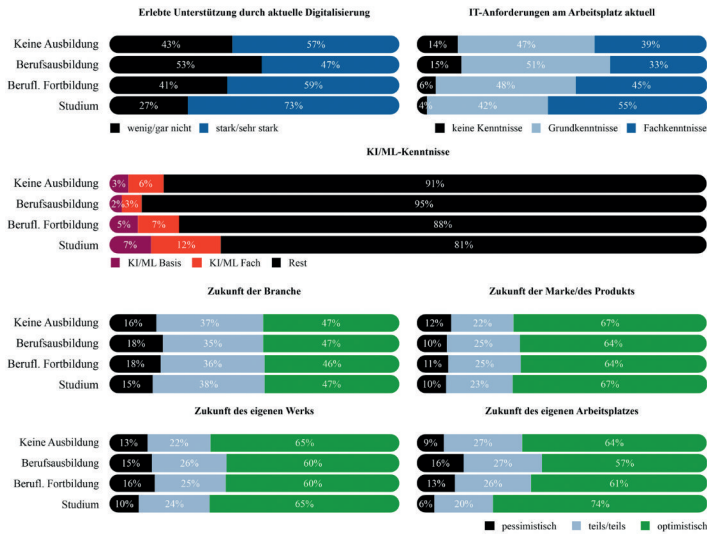 Erlebte Unterstützung durch aktuelle Digitalisierung
Keine Ausbildung 43% 57%
Berufsausbildung 53% 47%
Berufl. Fortbildung 41% 59%
Studium 27% 73%
wenig/gar nicht stark/sehr stark
IT-Anforderungen am Arbeitsplatz aktuell
14% 47% 39%
15% 51% 33%
6% 48% 45%
4% 42% 55%
keine Kenntnisse Grundkenntnisse Fachkenntnisse
KI/ML-Kenntnisse
Keine Ausbildung 3% 6% 91%
Berufsausbildung 2% 3% 95%
Berufl. Fortbildung 5% 7% 88%
Studium 7% 12% 81%
KI/ML Basis KI/ML Fach Rest
Zukunft der Branche
Keine Ausbildung 16% 37% 47%
Berufsausbildung 18% 35% 47%
Berufl. Fortbildung 18% 36% 46%
Studium 15% 38% 47%
Zukunft der Marke/des Produkts
12% 22% 67%
10% 25% 64%
11% 25% 64%
10% 23% 67%
Zukunft des eigenen Werks
Keine Ausbildung 13% 22% 65%
Berufsausbildung 15% 26% 60%
Berufl. Fortbildung 16% 25% 60%
Studium 10% 24% 65%
Zukunft des eigenen Arbeitsplatzes
9% 27% 64%
16% 27% 57%
13% 26% 61%
6% 20% 74%
pessimistisch teils/teils optimistisch